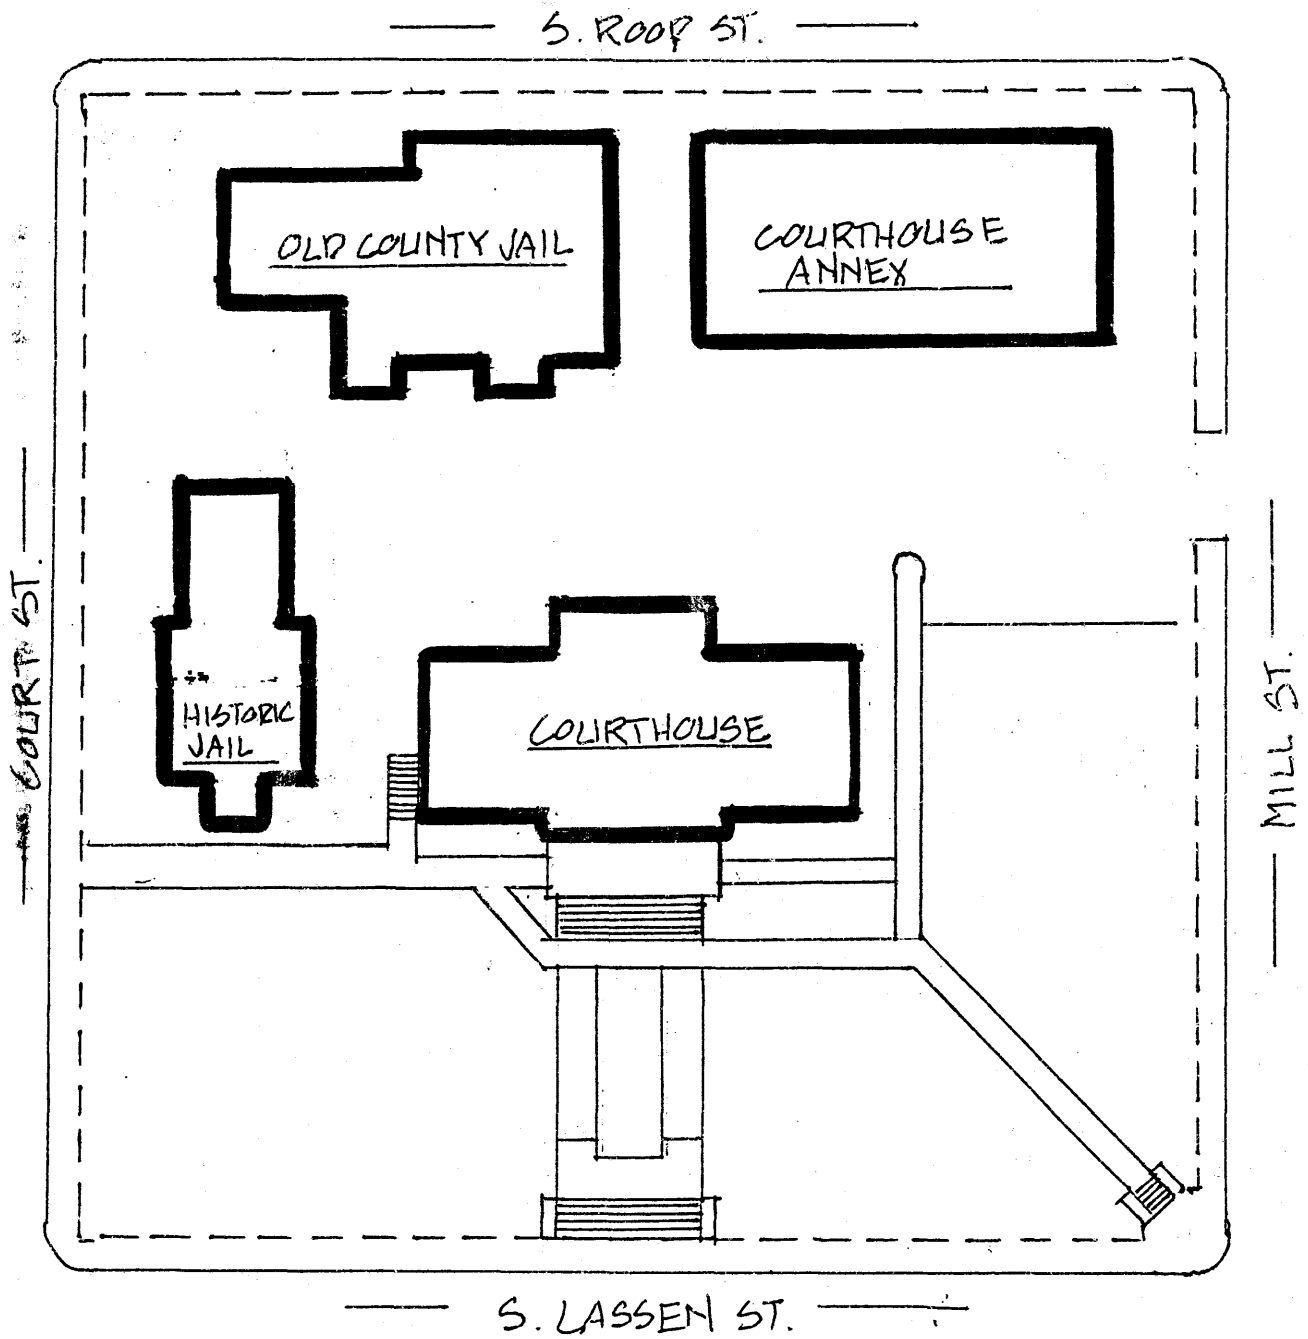 S. ROOP ST.
OLD COUNTY JAIL
COURTHOUSE
ANNEX
COURT ST.
HISTORIC
JAIL
COURTHOUSE
MILL ST.
S. LASSEN ST.